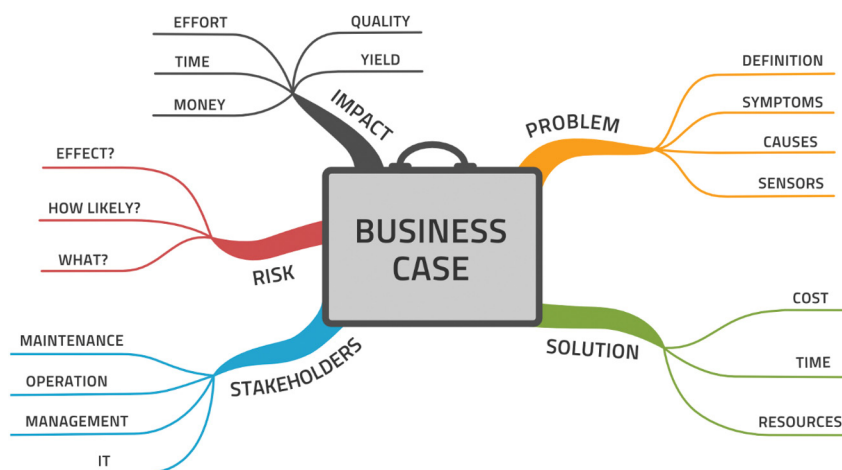 BUSINESS
CASE
IMPACT
EFFORT
TIME
MONEY
QUALITY
YIELD
PROBLEM
DEFINITION
SYMPTOMS
CAUSES
SENSORS
RISK
EFFECT?
HOW LIKELY?
WHAT?
STAKEHOLDERS
MAINTENANCE
OPERATION
MANAGEMENT
IT
SOLUTION
COST
TIME
RESOURCES